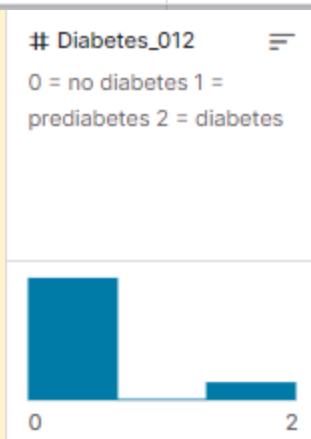 # Diabetes_012
0 = no diabetes 1 =
prediabetes 2 = diabetes
0 2